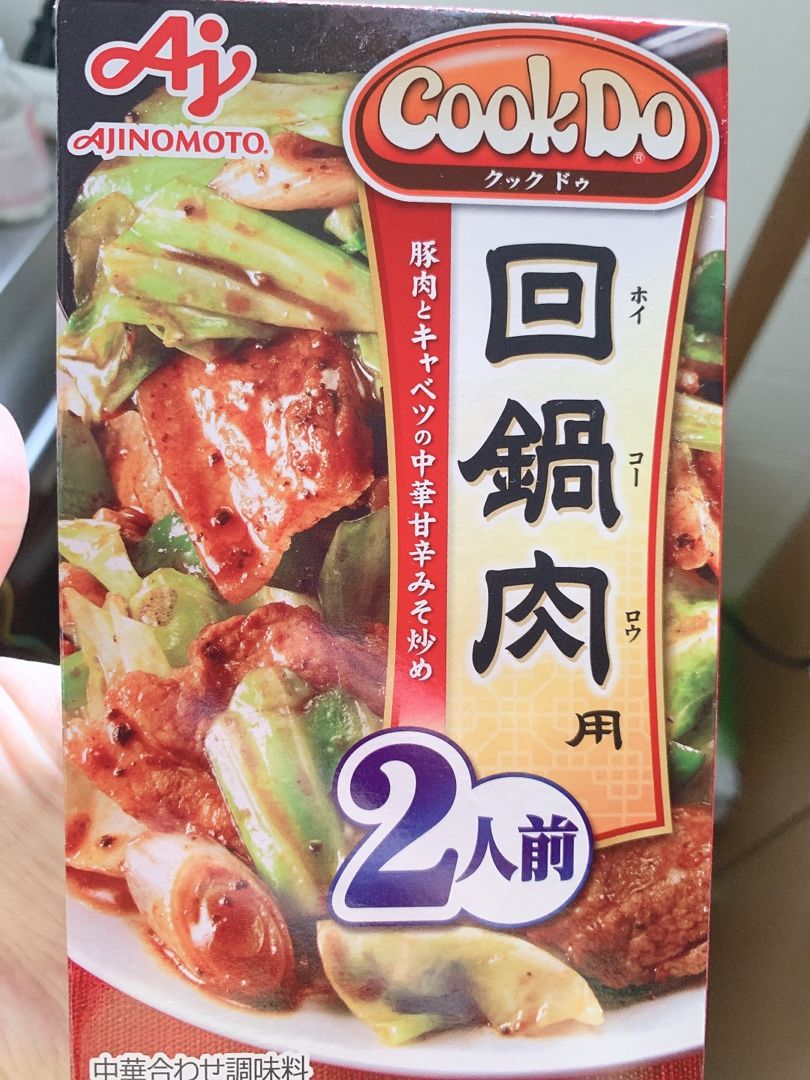 Aj
AJINOMOTO®
CookDo®
クック ドゥ
回鍋肉用
ホイ
コー
ロウ
豚肉とキャベツの中華甘辛みそ炒め
2人前
中華合わせ調味料